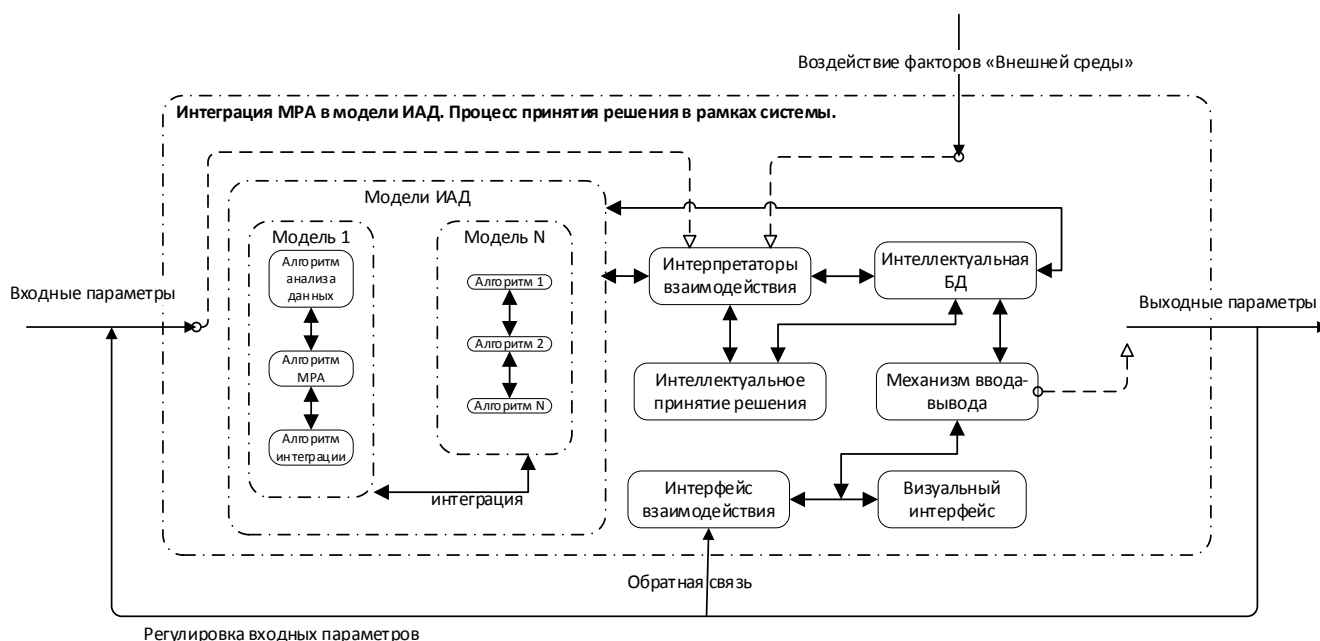 Воздействие факторов «Внешней среды»
Интеграция МРА в модели ИАД. Процесс принятия решения в рамках системы.
Модели ИАД
Модель 1
Модель N
Алгоритм
анализа
данных
Алгоритм
МРА
Алгоритм
интеграции
Алгоритм 1
Алгоритм 2
Алгоритм N
интеграция
Интерпретаторы
взаимодействия
Интеллектуальная
БД
Входные параметры
Выходные параметры
Интеллектуальное
принятие решения
Механизм ввода-
вывода
Интерфейс
взаимодействия
Визуальный
интерфейс
Обратная связь
Регулировка входных параметров